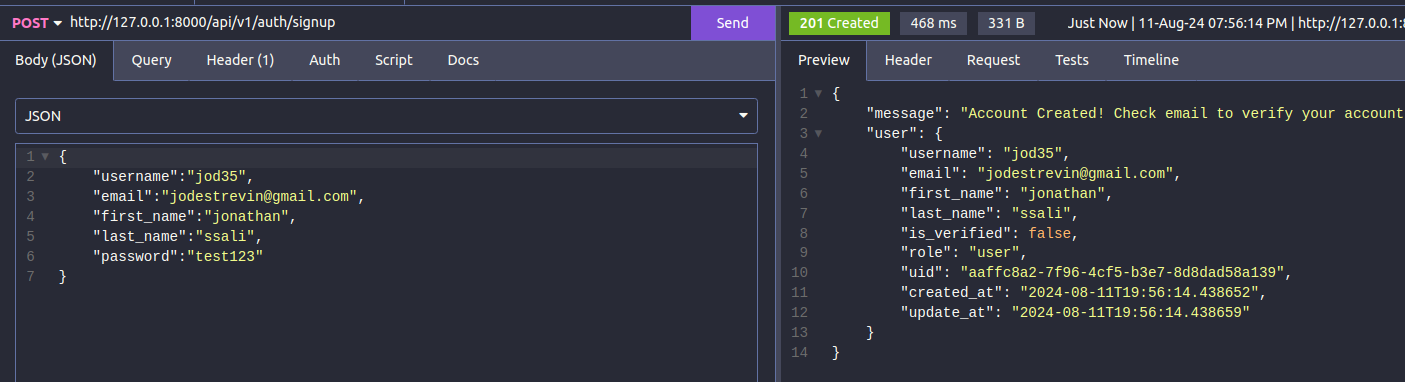 POST http://127.0.0.1:8000/api/v1/auth/signup Send
Body (JSON) Query Header (1) Auth Script Docs
JSON
1 {
2 "username":"jod35",
3 "email":"jodestrevin@gmail.com",
4 "first_name":"jonathan",
5 "last_name":"ssali",
6 "password":"test123"
7 }
201 Created 468 ms 331 B Just Now | 11-Aug-24 07:56:14 PM | http://127.0.0.1:8
Preview Header Request Tests Timeline
1 {
2 "message": "Account Created! Check email to verify your account
3 "user": {
4 "username": "jod35",
5 "email": "jodestrevin@gmail.com",
6 "first_name": "jonathan",
7 "last_name": "ssali",
8 "is_verified": false,
9 "role": "user",
10 "uid": "aaffc8a2-7f96-4cf5-b3e7-8d8dad58a139",
11 "created_at": "2024-08-11T19:56:14.438652",
12 "update_at": "2024-08-11T19:56:14.438659"
13 }
14 }